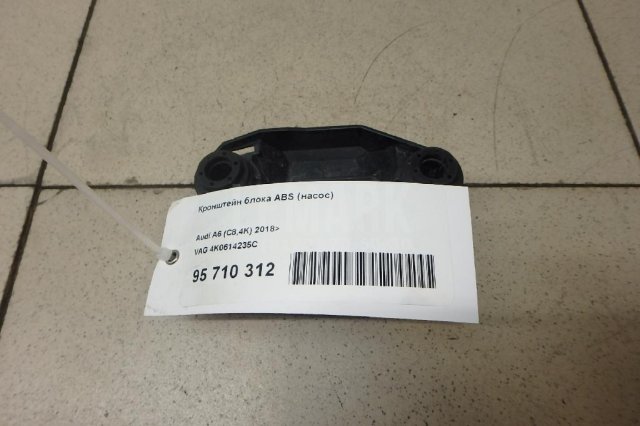 Кронштейн блока ABS (насос)
Audi A6 (C8,4K) 2018>
VAG 4K0614235C
95 710 312